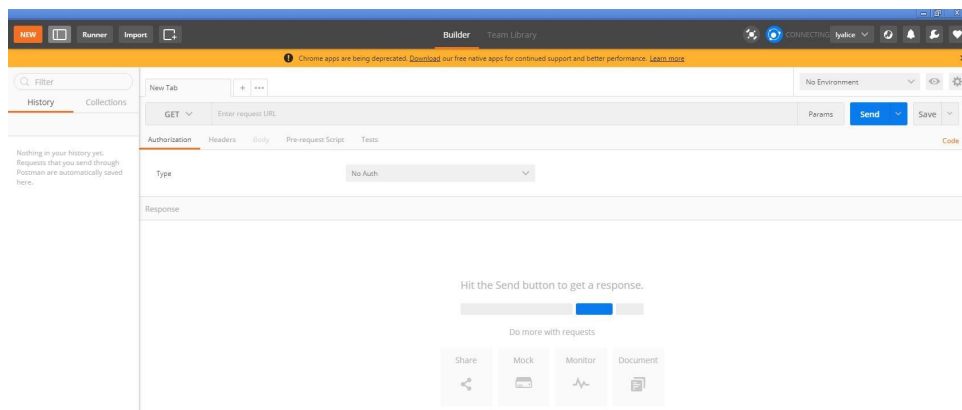 NEW Runner Import Builder Team Library CONNECTING lyalice
Chrome apps are being deprecated. Download our free native apps for continued support and better performance. Learn more
Filter
History Collections
Nothing in your history yet.
Requests that you send through
Postman are automatically saved
here.
New Tab + ••• No Environment
GET Enter request URL Params Send Save
Authorization Headers Body Pre-request Script Tests Code
Type No Auth
Response
Hit the Send button to get a response.
Do more with requests
Share Mock Monitor Document